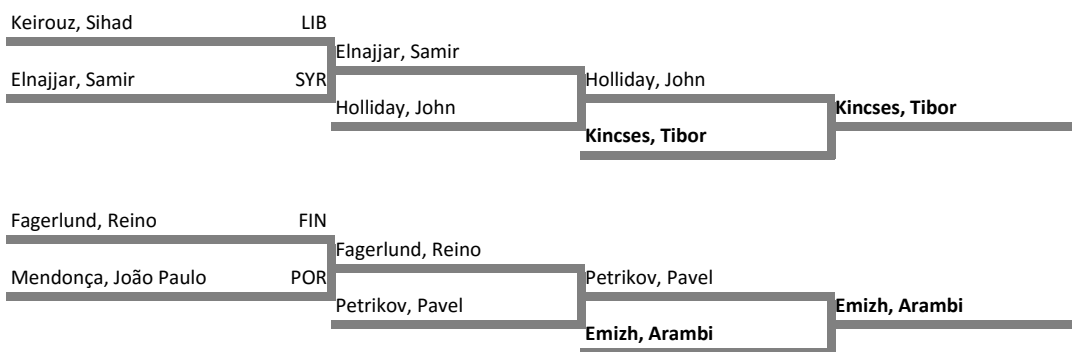 Keirouz, Sihad LIB
Elnajjar, Samir
Elnajjar, Samir SYR
Holliday, John
Holliday, John
Kincses, Tibor
Kincses, Tibor
Fagerlund, Reino FIN
Fagerlund, Reino
Mendonça, João Paulo POR
Petrikov, Pavel
Petrikov, Pavel
Emizh, Arambi
Emizh, Arambi